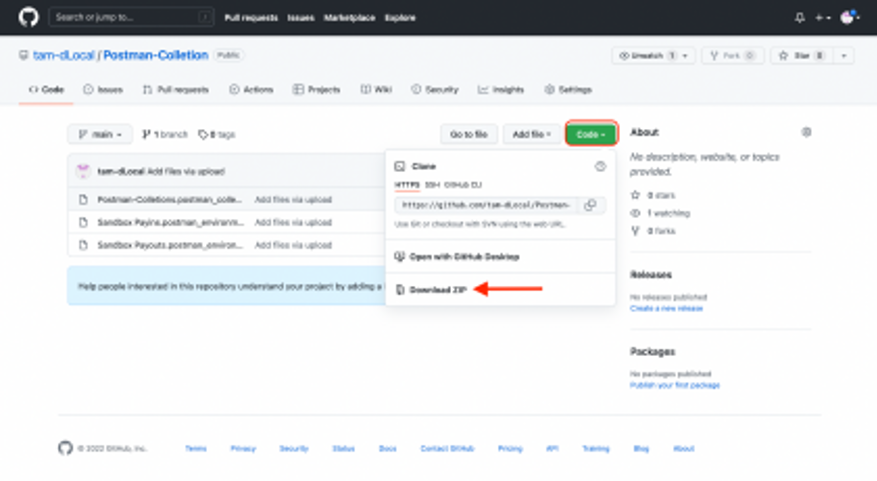 Search or jump to... / Pull requests Issues Marketplace Explore
tam-dLocal / Postman-Colletion Public Unwatch 1 Fork 0 Star 0
Code Issues Pull requests Actions Projects Wiki Security Insights Settings
main 1 branch 0 tags Go to file Add file Code
tam-dLocal Add files via upload
Postman-Colletions.postman_colle... Add files via upload
Sandbox Payins.postman_environm... Add files via upload
Sandbox Payouts.postman_environ... Add files via upload
Help people interested in this repository understand your project by adding a
Clone
HTTPS SSH GitHub CLI
https://github.com/tam-dLocal/Postman-
Use Git or checkout with SVN using the web URL.
Open with GitHub Desktop
Download ZIP
About
No description, website, or topics
provided.
0 stars
1 watching
0 forks
Releases
No releases published
Create a new release
Packages
No packages published
Publish your first package
© 2022 GitHub, Inc. Terms Privacy Security Status Docs Contact GitHub Pricing API Training Blog About